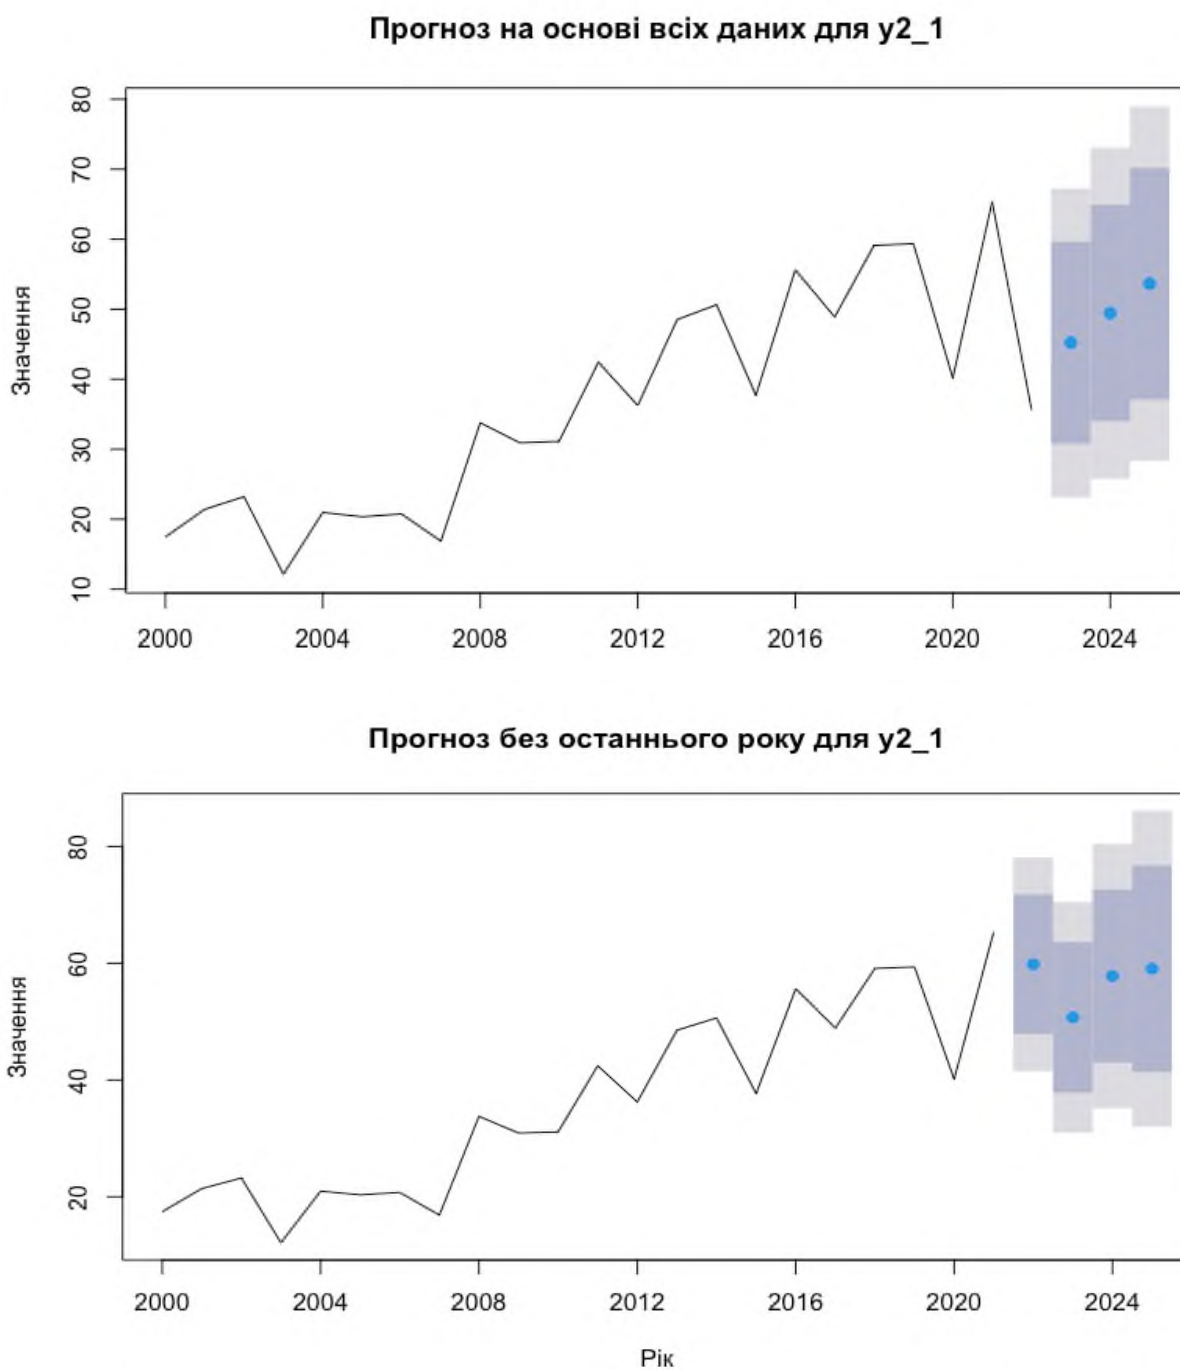 Прогноз на основі всіх даних для y2_1
80
70
60
50
40
30
20
10
Значення
2000 2004 2008 2012 2016 2020 2024
Прогноз без останнього року для y2_1
80
60
40
20
Значення
2000 2004 2008 2012 2016 2020 2024
Рік